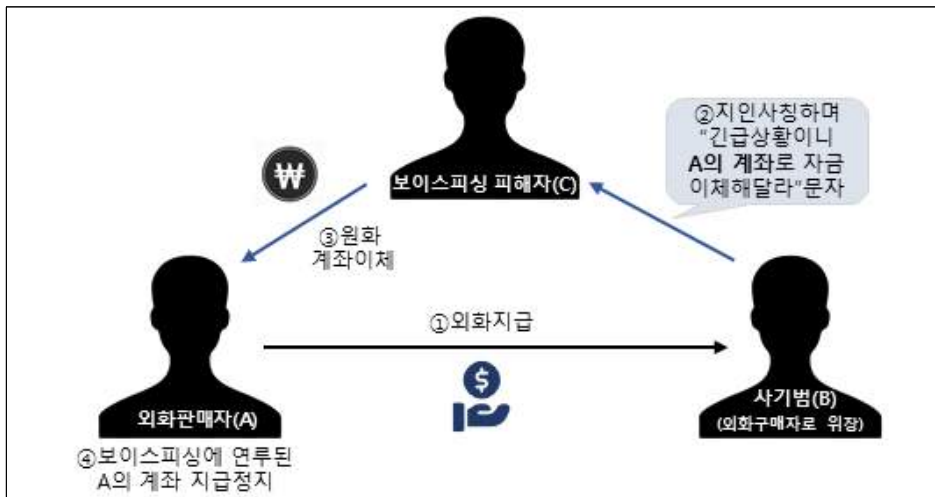 ②지인사칭하며
"긴급상황이니
A의 계좌로 자금
이체해달라"문자
₩
보이스피싱 피해자(C)
③원화
계좌이체
①외화지급
$
외화판매자(A)
사기범(B)
(외화구매자로 위장)
④보이스피싱에 연루된
A의 계좌 지급정지